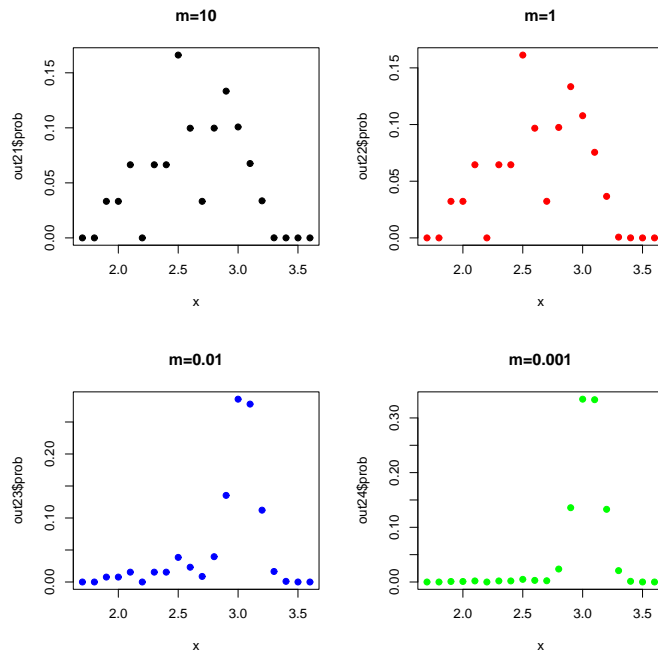 m=10
out21$prob
0.00 0.05 0.10 0.15
2.0 2.5 3.0 3.5
x
m=1
out22$prob
0.00 0.05 0.10 0.15
2.0 2.5 3.0 3.5
x
m=0.01
out23$prob
0.00 0.10 0.20
2.0 2.5 3.0 3.5
x
m=0.001
out24$prob
0.00 0.10 0.20 0.30
2.0 2.5 3.0 3.5
x